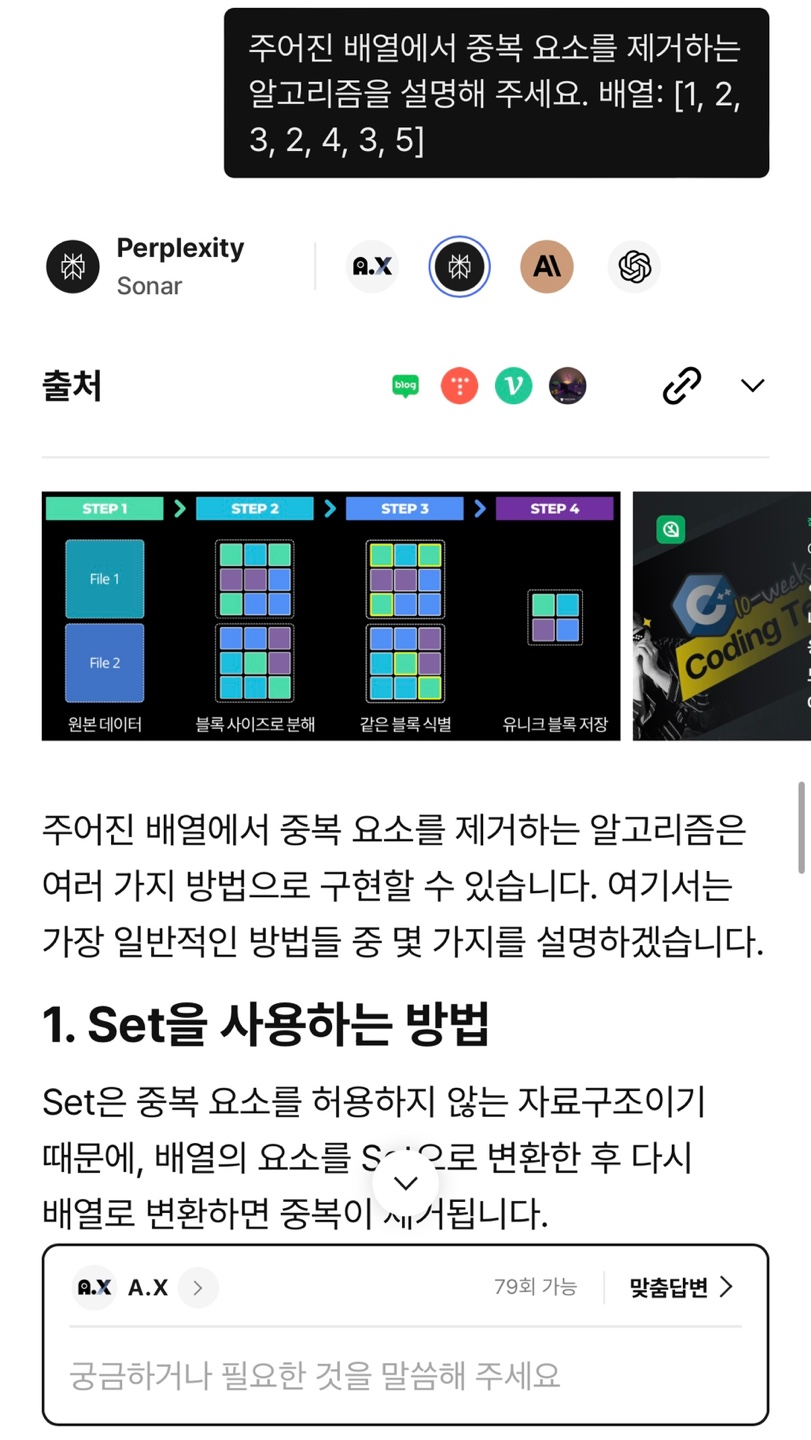 주어진 배열에서 중복 요소를 제거하는
알고리즘을 설명해 주세요. 배열: [1, 2,
3, 2, 4, 3, 5]
Perplexity
Sonar
A.X
출처
blog
STEP 1
STEP 2
STEP 3
STEP 4
File 1
File 2
원본 데이터
블록 사이즈로 분해
같은 블록 식별
유니크 블록 저장
C++
10-week
Coding T
주어진 배열에서 중복 요소를 제거하는 알고리즘은
여러 가지 방법으로 구현할 수 있습니다. 여기서는
가장 일반적인 방법들 중 몇 가지를 설명하겠습니다.
1. Set을 사용하는 방법
Set은 중복 요소를 허용하지 않는 자료구조이기
때문에, 배열의 요소를 Set으로 변환한 후 다시
배열로 변환하면 중복이 제거됩니다.
A.X A.X
79회 가능
맞춤답변
궁금하거나 필요한 것을 말씀해 주세요